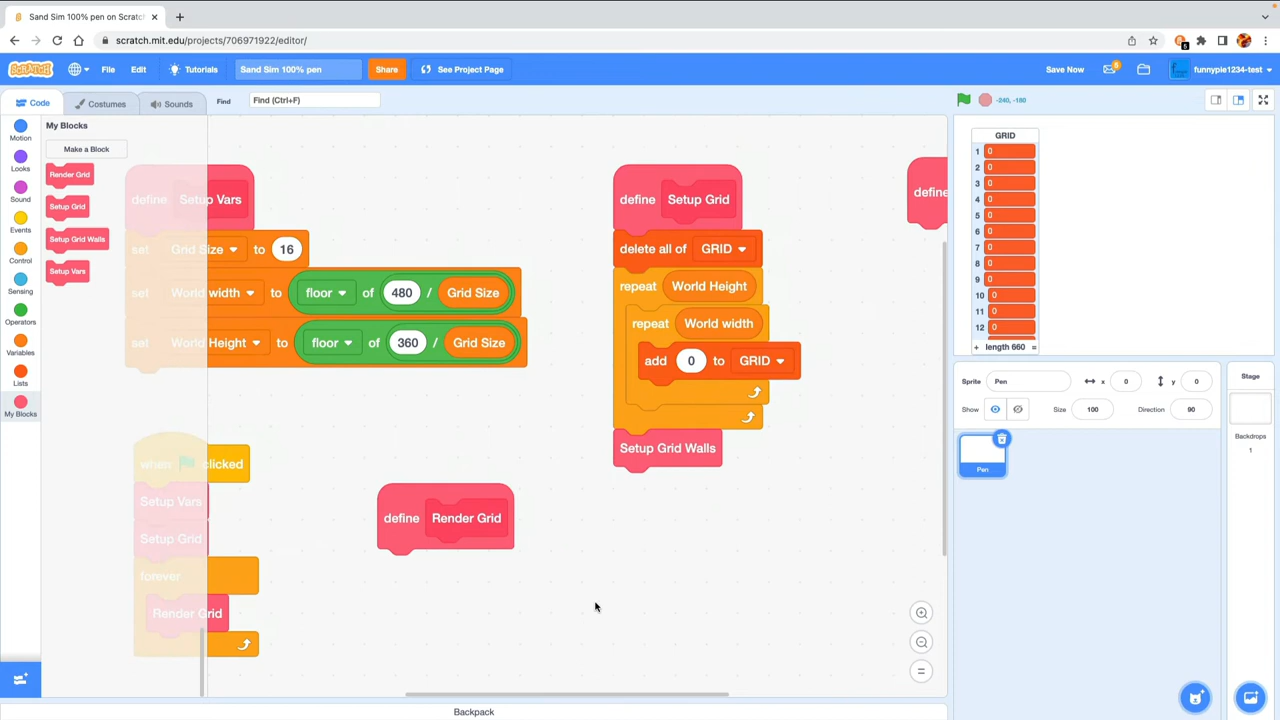 Sand Sim 100% pen on Scratch
scratch.mit.edu/projects/706971922/editor/
5
SCRATCH
File
Edit
Tutorials
Sand Sim 100% pen
Share
See Project Page
Save Now
funnypie1234-test
Code
Costumes
Sounds
Find
Find (Ctrl+F)
-240, -180
Motion
Looks
Sound
Events
Control
Sensing
Operators
Variables
Lists
My Blocks
My Blocks
Make a Block
Render Grid
Setup Grid
Setup Grid Walls
Setup Vars
define Setup Vars
set Grid Size to 16
set World width to floor of 480 / Grid Size
set World Height to floor of 360 / Grid Size
when clicked
Setup Vars
Setup Grid
forever
Render Grid
define Render Grid
define Setup Grid
delete all of GRID
repeat World Height
repeat World width
add 0 to GRID
Setup Grid Walls
define
GRID
1 0
2 0
3 0
4 0
5 0
6 0
7 0
8 0
9 0
10 0
11 0
12 0
+ length 660 =
Sprite Pen x 0 y 0
Show Size 100 Direction 90
Pen
Stage
Backdrops
1
Backpack